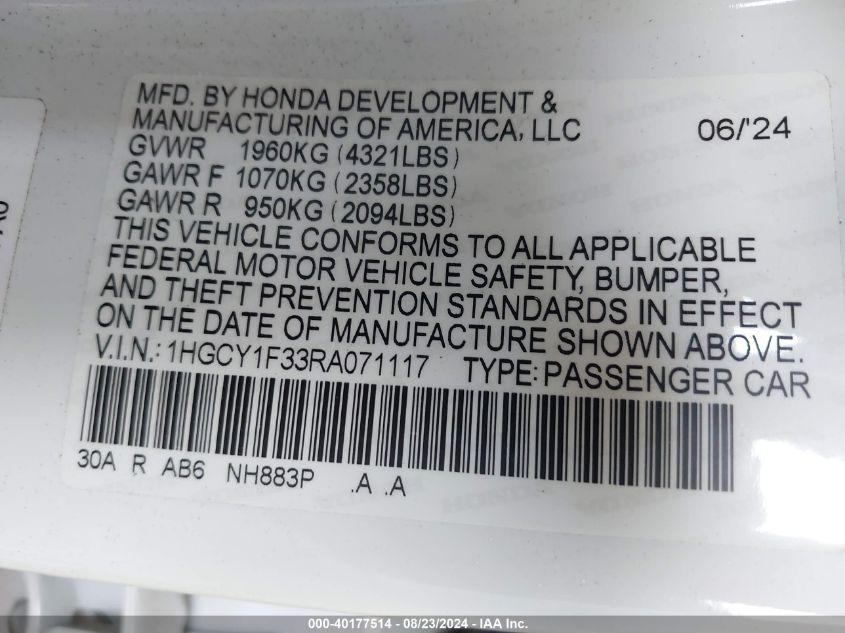 MFD. BY HONDA DEVELOPMENT &
MANUFACTURING OF AMERICA, LLC 06/'24
GVWR 1960KG (4321LBS)
GAWR F 1070KG (2358LBS)
GAWR R 950KG (2094LBS)
THIS VEHICLE CONFORMS TO ALL APPLICABLE
FEDERAL MOTOR VEHICLE SAFETY, BUMPER,
AND THEFT PREVENTION STANDARDS IN EFFECT
ON THE DATE OF MANUFACTURE SHOWN ABOVE.
V.I.N.: 1HGCY1F33RA071117 TYPE: PASSENGER CAR
30A R AB6 NH883P .A .A
000-40177514 - 08/23/2024 - IAA Inc.